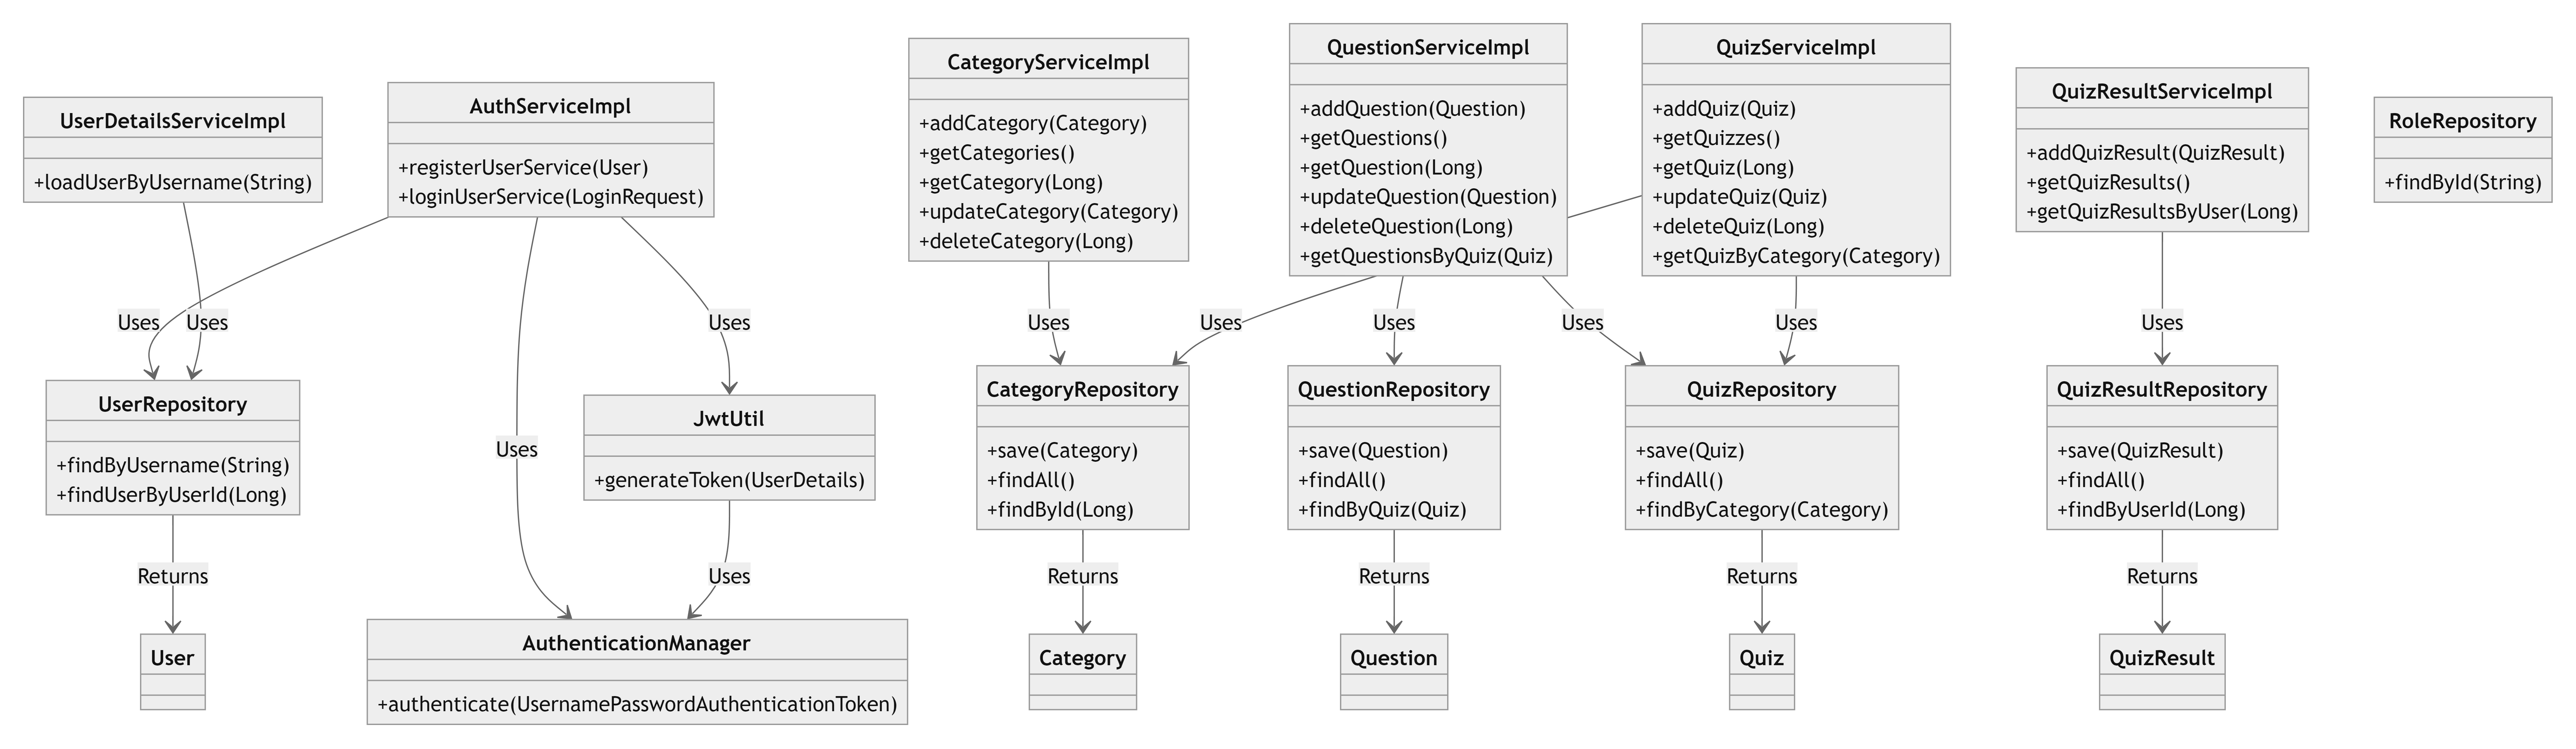 UserDetailsServiceImpl
+loadUserByUsername(String)
AuthServiceImpl
+registerUserService(User)
+loginUserService(LoginRequest)
CategoryServiceImpl
+addCategory(Category)
+getCategories()
+getCategory(Long)
+updateCategory(Category)
+deleteCategory(Long)
QuestionServiceImpl
+addQuestion(Question)
+getQuestions()
+getQuestion(Long)
+updateQuestion(Question)
+deleteQuestion(Long)
+getQuestionsByQuiz(Quiz)
QuizServiceImpl
+addQuiz(Quiz)
+getQuizzes()
+getQuiz(Long)
+updateQuiz(Quiz)
+deleteQuiz(Long)
+getQuizByCategory(Category)
QuizResultServiceImpl
+addQuizResult(QuizResult)
+getQuizResults()
+getQuizResultsByUser(Long)
RoleRepository
+findById(String)
Uses
Uses
Uses
Uses
Uses
Uses
Uses
Uses
Uses
UserRepository
+findByUsername(String)
+findUserByUserId(Long)
Uses
JwtUtil
+generateToken(UserDetails)
CategoryRepository
+save(Category)
+findAll()
+findById(Long)
QuestionRepository
+save(Question)
+findAll()
+findByQuiz(Quiz)
QuizRepository
+save(Quiz)
+findAll()
+findByCategory(Category)
QuizResultRepository
+save(QuizResult)
+findAll()
+findByUserId(Long)
Returns
Uses
Returns
Returns
Returns
Returns
User
AuthenticationManager
+authenticate(UsernamePasswordAuthenticationToken)
Category
Question
Quiz
QuizResult